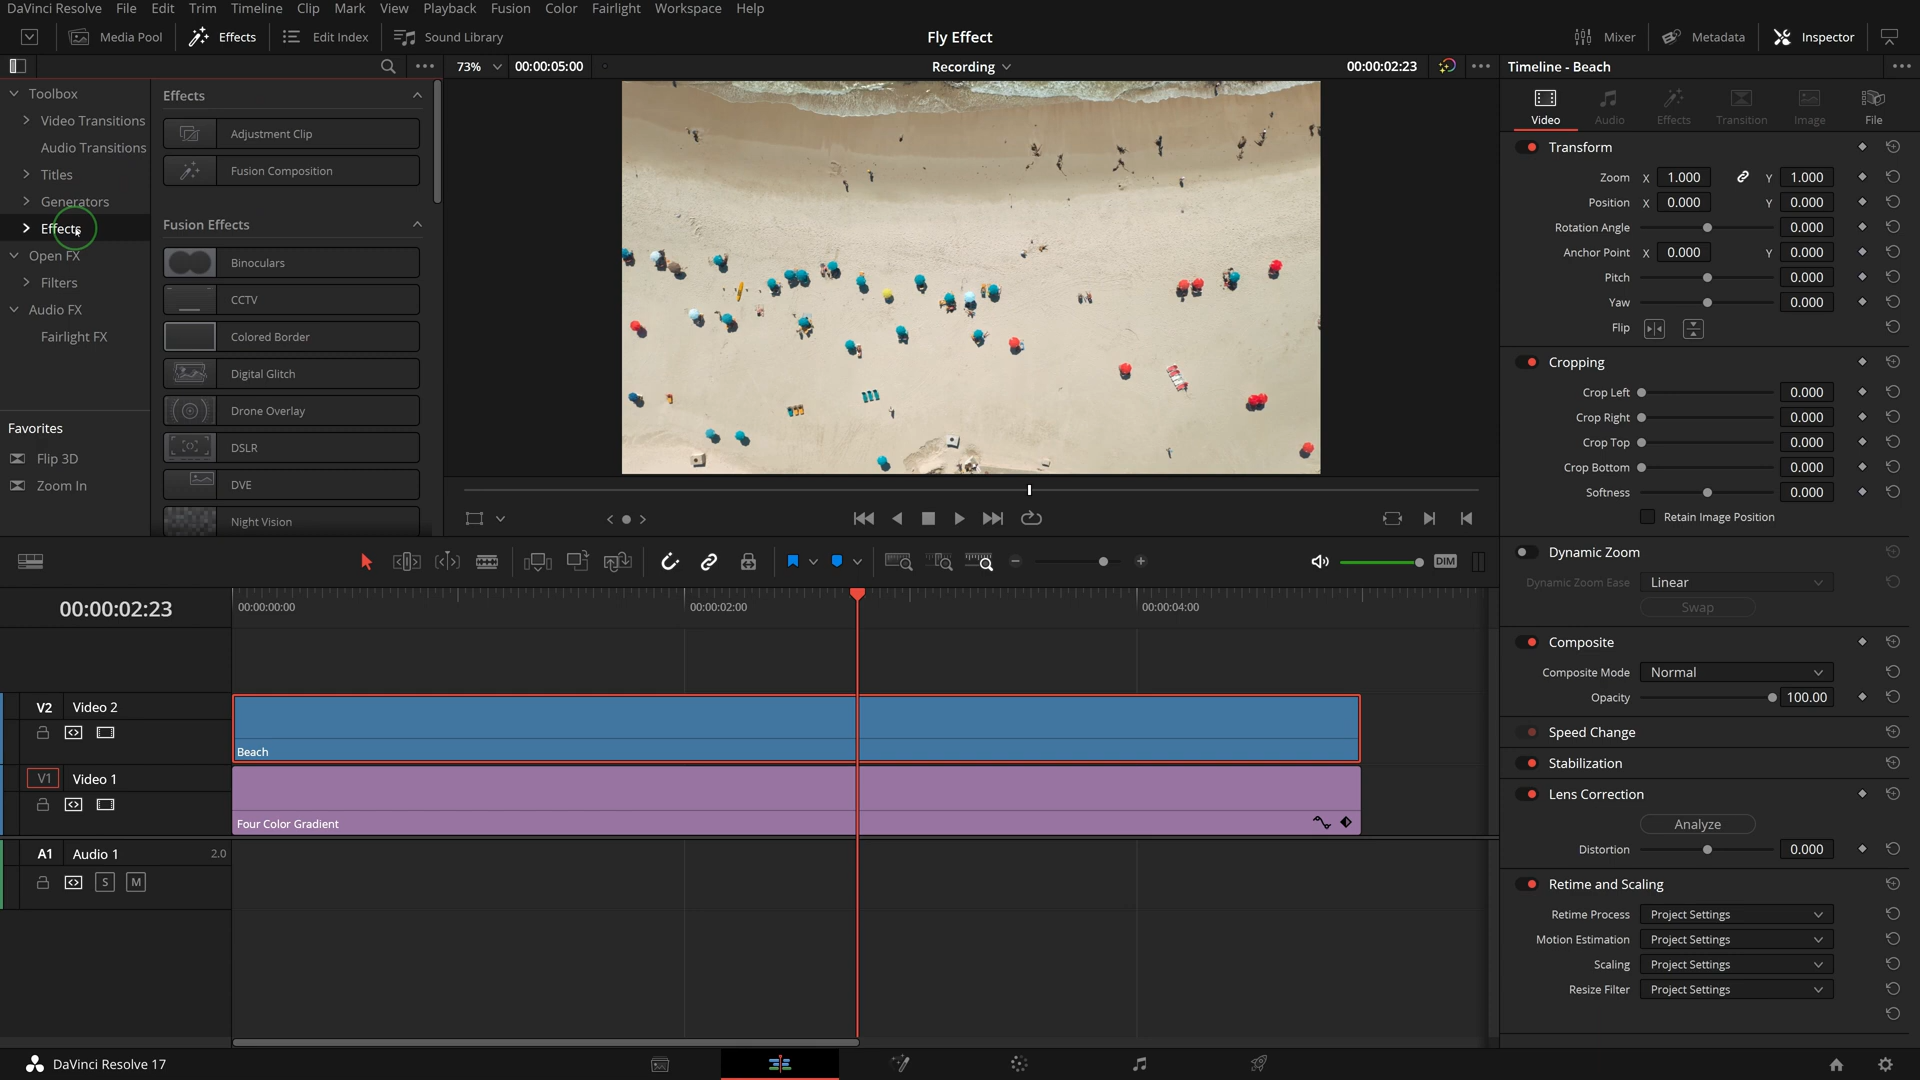 DaVinci Resolve File Edit Trim Timeline Clip Mark View Playback Fusion Color Fairlight Workspace Help
Media Pool Effects Edit Index Sound Library Fly Effect Mixer Metadata Inspector
73% 00:00:05:00 Recording 00:00:02:23 Timeline - Beach
Toolbox
Video Transitions
Audio Transitions
Titles
Generators
Effects
Open FX
Filters
Audio FX
Fairlight FX
Favorites
Flip 3D
Zoom In
Effects
Adjustment Clip
Fusion Composition
Fusion Effects
Binoculars
CCTV
Colored Border
Digital Glitch
Drone Overlay
DSLR
DVE
Night Vision
Video Audio Effects Transition Image File
Transform
Zoom X 1.000 Y 1.000
Position X 0.000 Y 0.000
Rotation Angle 0.000
Anchor Point X 0.000 Y 0.000
Pitch 0.000
Yaw 0.000
Flip
Cropping
Crop Left 0.000
Crop Right 0.000
Crop Top 0.000
Crop Bottom 0.000
Softness 0.000
Retain Image Position
Dynamic Zoom
Dynamic Zoom Ease Linear
Swap
Composite
Composite Mode Normal
Opacity 100.00
Speed Change
Stabilization
Lens Correction
Analyze
Distortion 0.000
Retime and Scaling
Retime Process Project Settings
Motion Estimation Project Settings
Scaling Project Settings
Resize Filter Project Settings
DIM
00:00:02:23
00:00:00:00 00:00:02:00 00:00:04:00
V2 Video 2
Beach
V1 Video 1
Four Color Gradient
A1 Audio 1 2.0
S M
DaVinci Resolve 17